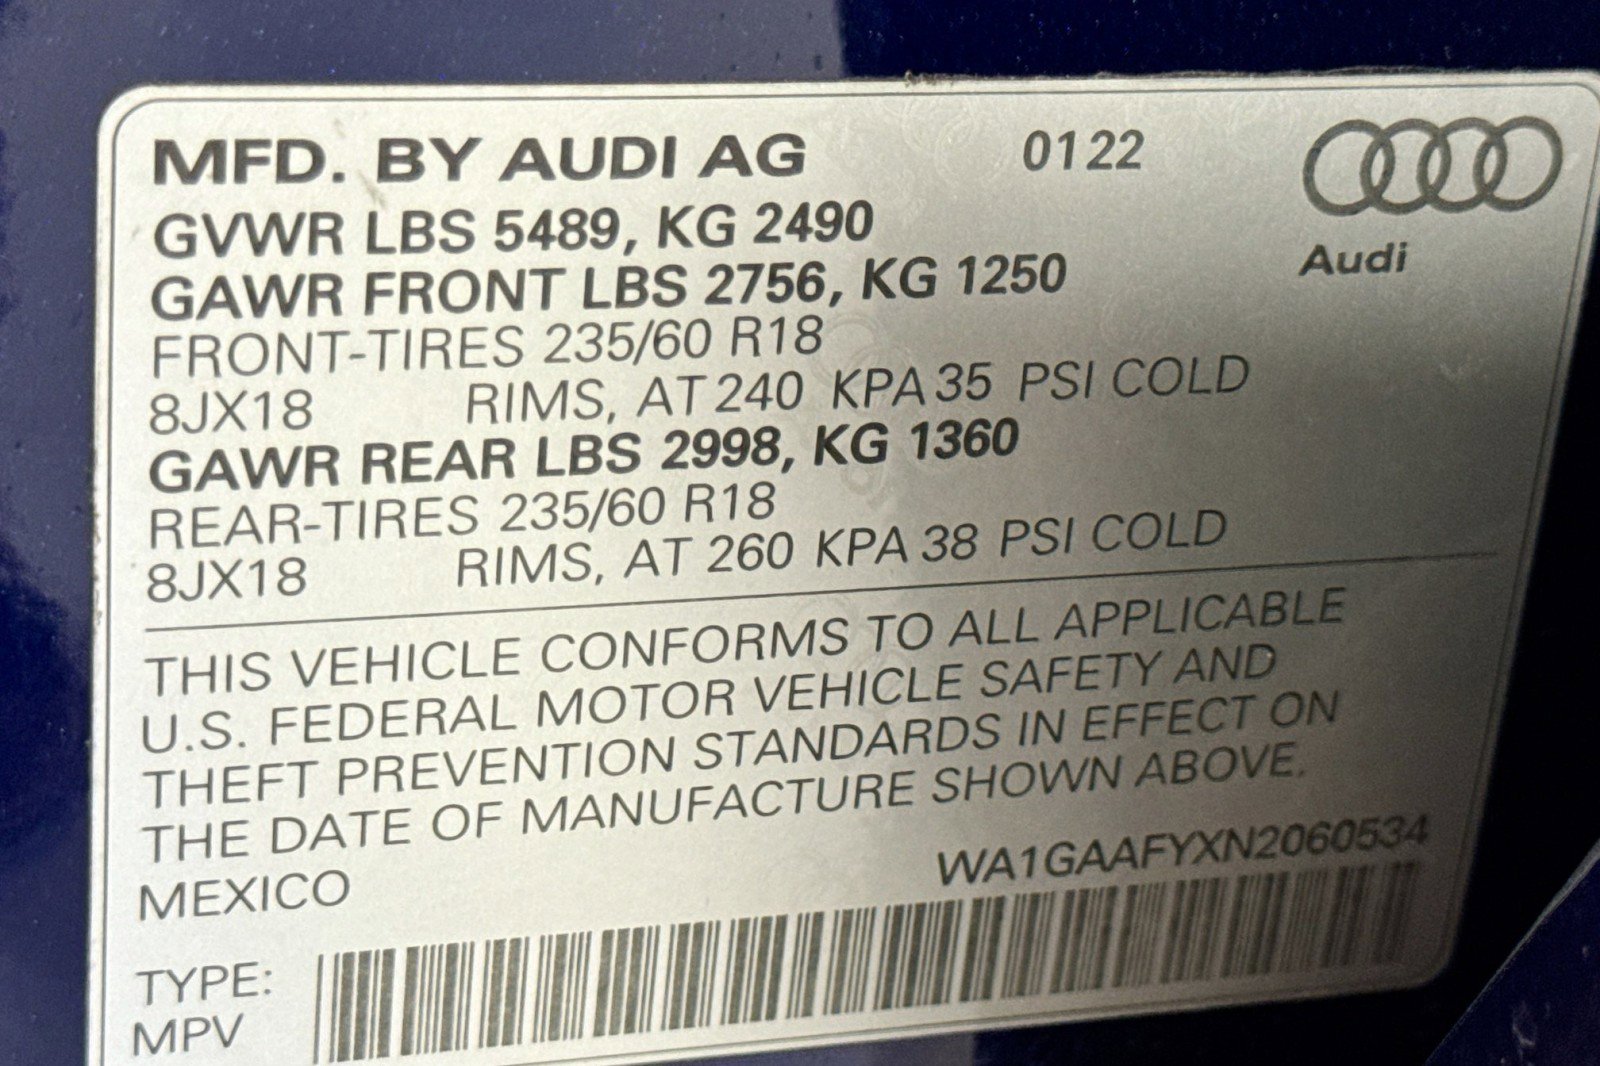 MFD. BY AUDI AG 0122
GVWR LBS 5489, KG 2490
Audi
GAWR FRONT LBS 2756, KG 1250
FRONT-TIRES 235/60 R18
8JX18 RIMS, AT 240 KPA 35 PSI COLD
GAWR REAR LBS 2998, KG 1360
REAR-TIRES 235/60 R18
8JX18 RIMS, AT 260 KPA 38 PSI COLD
THIS VEHICLE CONFORMS TO ALL APPLICABLE
U.S. FEDERAL MOTOR VEHICLE SAFETY AND
THEFT PREVENTION STANDARDS IN EFFECT ON
THE DATE OF MANUFACTURE SHOWN ABOVE.
MEXICO WA1GAAFYXN2060534
TYPE:
MPV